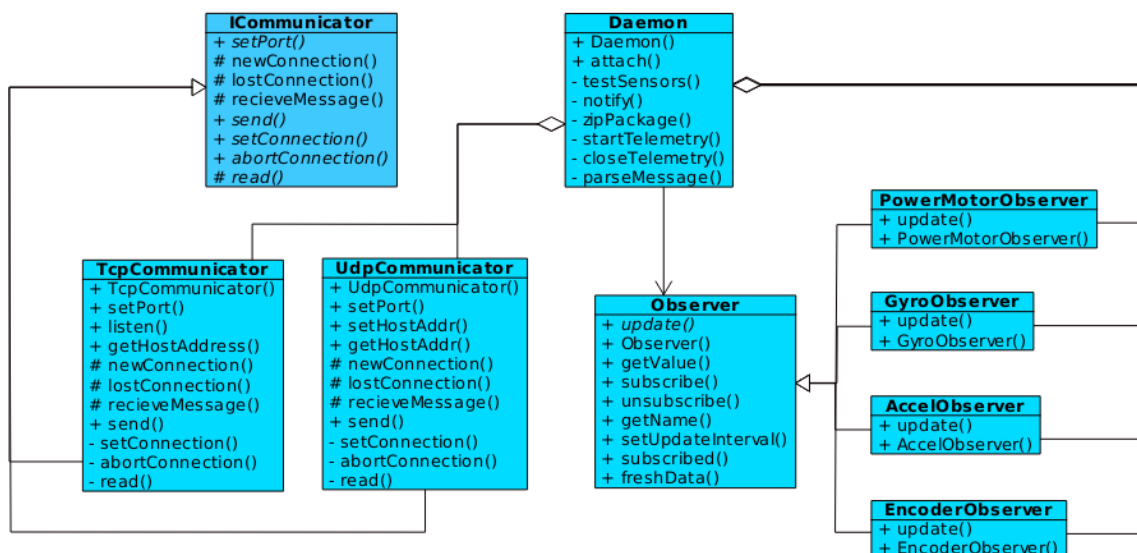 ICommunicator
+ setPort()
# newConnection()
# lostConnection()
# recieveMessage()
+ send()
+ setConnection()
+ abortConnection()
# read()
Daemon
+ Daemon()
+ attach()
- testSensors()
- notify()
- zipPackage()
- startTelemetry()
- closeTelemetry()
- parseMessage()
TcpCommunicator
+ TcpCommunicator()
+ setPort()
+ listen()
+ getHostAddress()
# newConnection()
# lostConnection()
# recieveMessage()
+ send()
- setConnection()
- abortConnection()
- read()
UdpCommunicator
+ UdpCommunicator()
+ setPort()
+ setHostAddr()
+ getHostAddr()
# newConnection()
# lostConnection()
# recieveMessage()
+ send()
- setConnection()
- abortConnection()
- read()
Observer
+ update()
+ Observer()
+ getValue()
+ subscribe()
+ unsubscribe()
+ getName()
+ setUpdateInterval()
+ subscribed()
+ freshData()
PowerMotorObserver
+ update()
+ PowerMotorObserver()
GyroObserver
+ update()
+ GyroObserver()
AccelObserver
+ update()
+ AccelObserver()
EncoderObserver
+ update()
+ EncoderObserver()